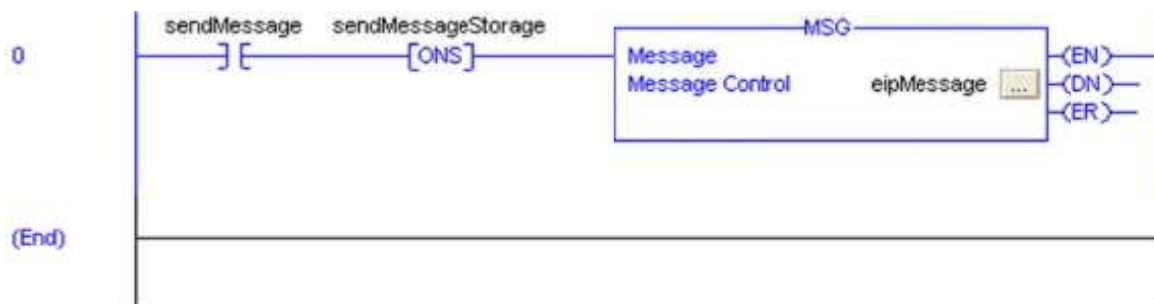 sendMessage sendMessageStorage
MSG
0 ONS Message (EN)
Message Control eipMessage ... (DN)
(ER)
(End)